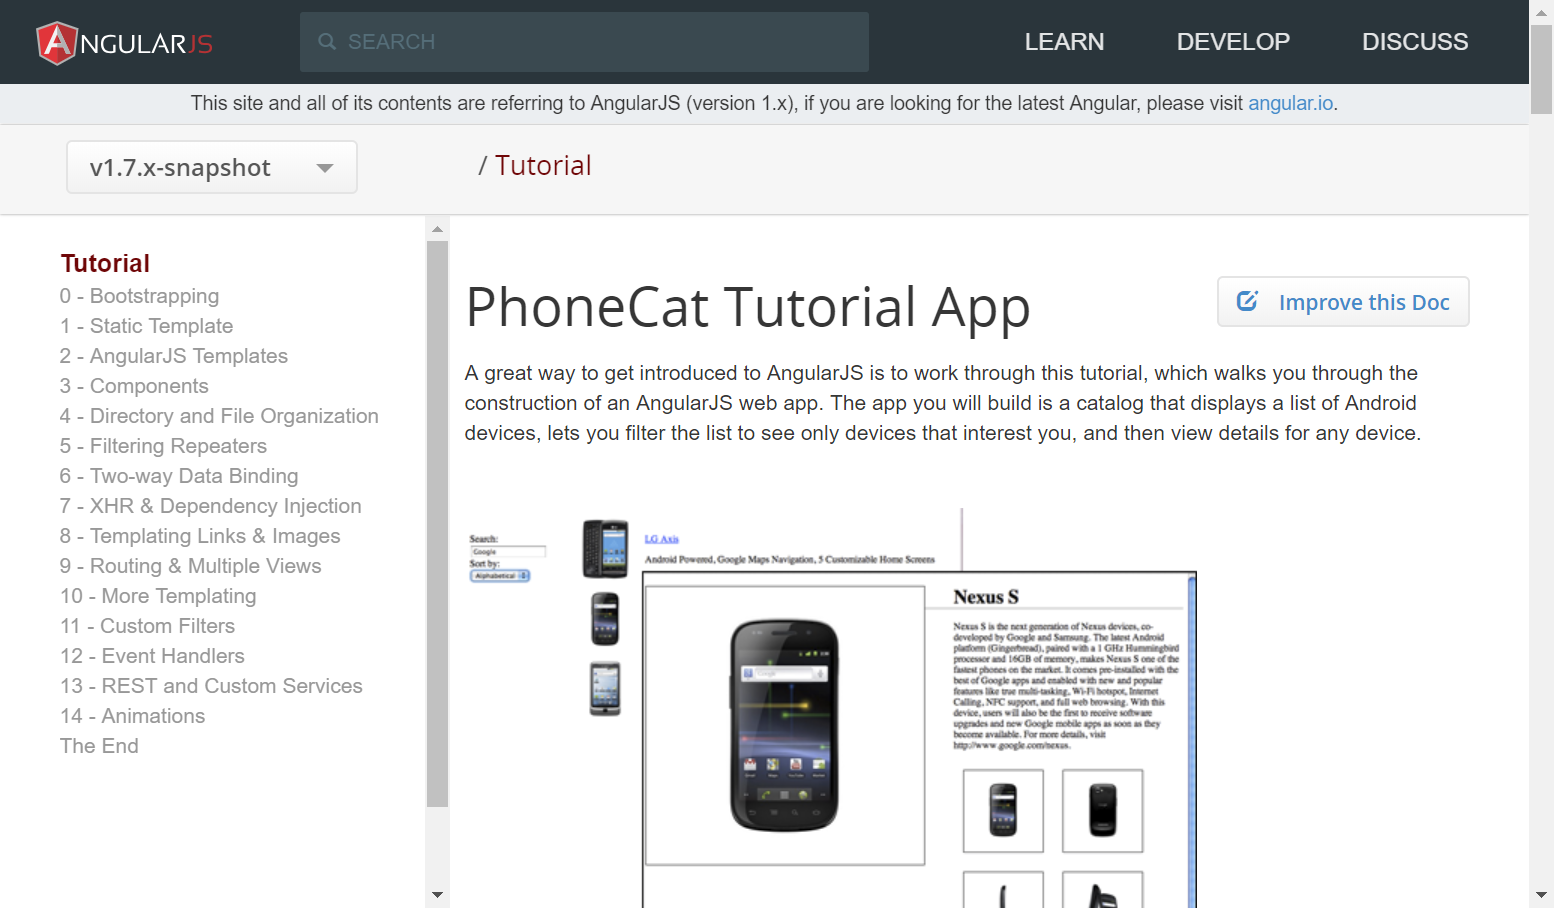 ANGULARJS
SEARCH
LEARN
DEVELOP
DISCUSS
This site and all of its contents are referring to AngularJS (version 1.x), if you are looking for the latest Angular, please visit angular.io.
v1.7.x-snapshot
/ Tutorial
Tutorial
0 - Bootstrapping
1 - Static Template
2 - AngularJS Templates
3 - Components
4 - Directory and File Organization
5 - Filtering Repeaters
6 - Two-way Data Binding
7 - XHR & Dependency Injection
8 - Templating Links & Images
9 - Routing & Multiple Views
10 - More Templating
11 - Custom Filters
12 - Event Handlers
13 - REST and Custom Services
14 - Animations
The End
PhoneCat Tutorial App
Improve this Doc
A great way to get introduced to AngularJS is to work through this tutorial, which walks you through the
construction of an AngularJS web app. The app you will build is a catalog that displays a list of Android
devices, lets you filter the list to see only devices that interest you, and then view details for any device.
Search:
Google
Sort by:
Alphabetical
LG Axis
Android Powered, Google Maps Navigation, 5 Customizable Home Screens
Nexus S
Nexus S is the next generation of Nexus devices, co-
developed by Google and Samsung. The latest Android
platform (Gingerbread), paired with a 1 GHz Hummingbird
processor and 16GB of memory, makes Nexus S one of the
fastest phones on the market. It comes pre-installed with the
best of Google apps and enabled with new and popular
features like true multi-tasking, Wi-Fi hotspot, Internet
Calling, NFC support, and full web browsing. With this
device, users will also be the first to receive software
upgrades and new Google mobile apps as soon as they
become available. For more details, visit
http://www.google.com/nexus.